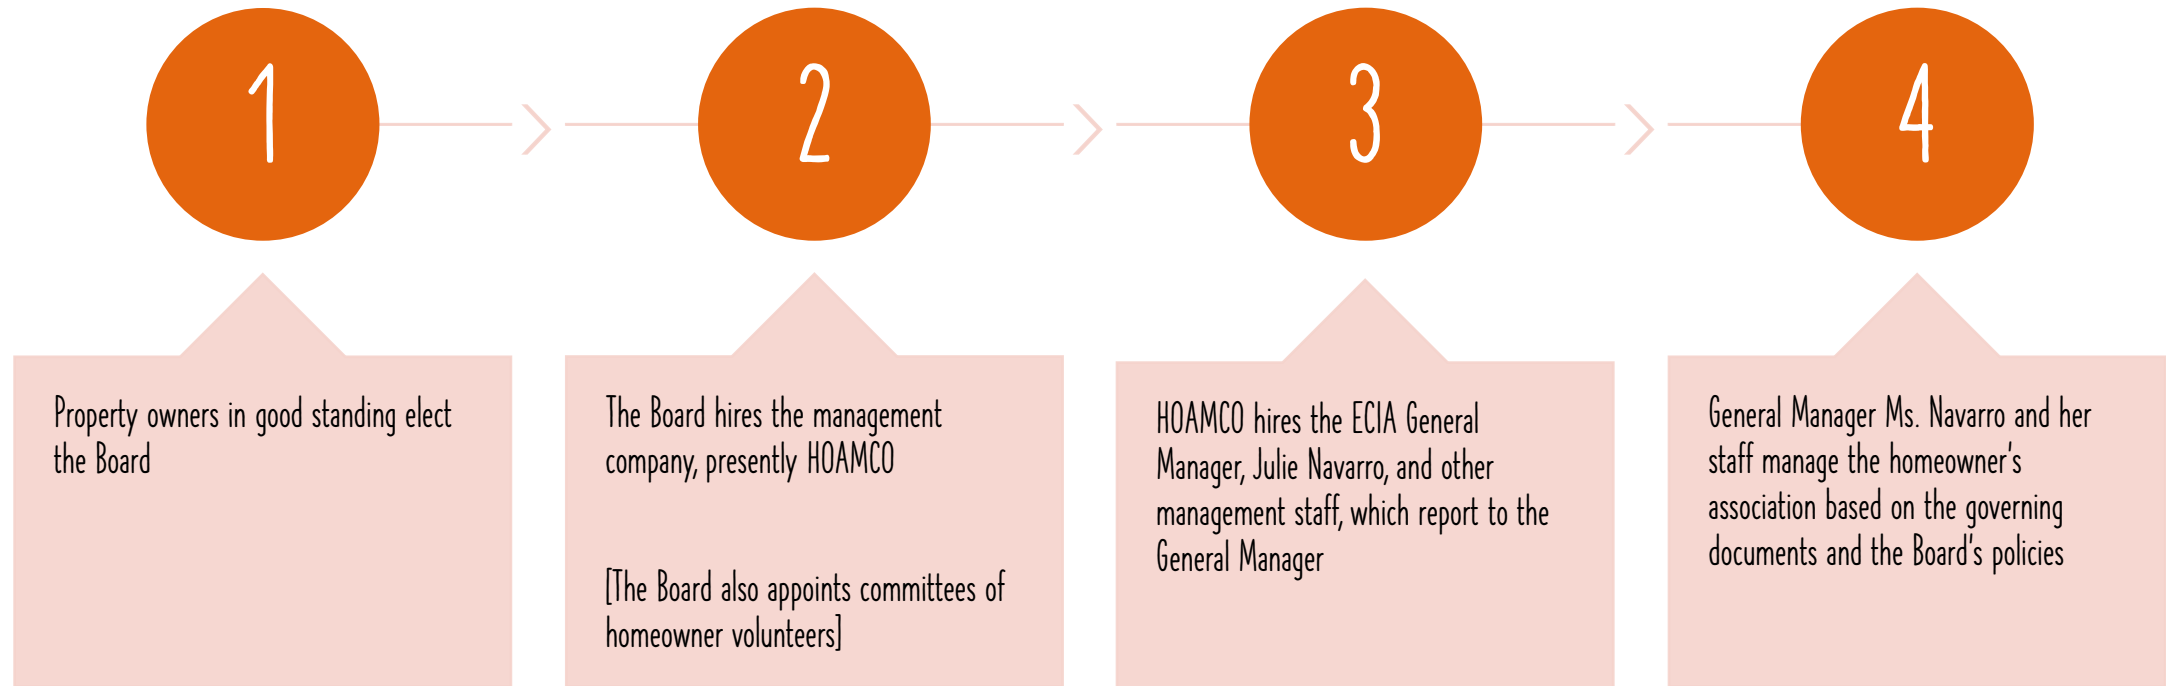 1
2
3
4
Property owners in good standing elect
the Board
The Board hires the management
company, presently HOAMCO
[The Board also appoints committees of
homeowner volunteers]
HOAMCO hires the ECIA General
Manager, Julie Navarro, and other
management staff, which report to the
General Manager
General Manager Ms. Navarro and her
staff manage the homeowner's
association based on the governing
documents and the Board's policies